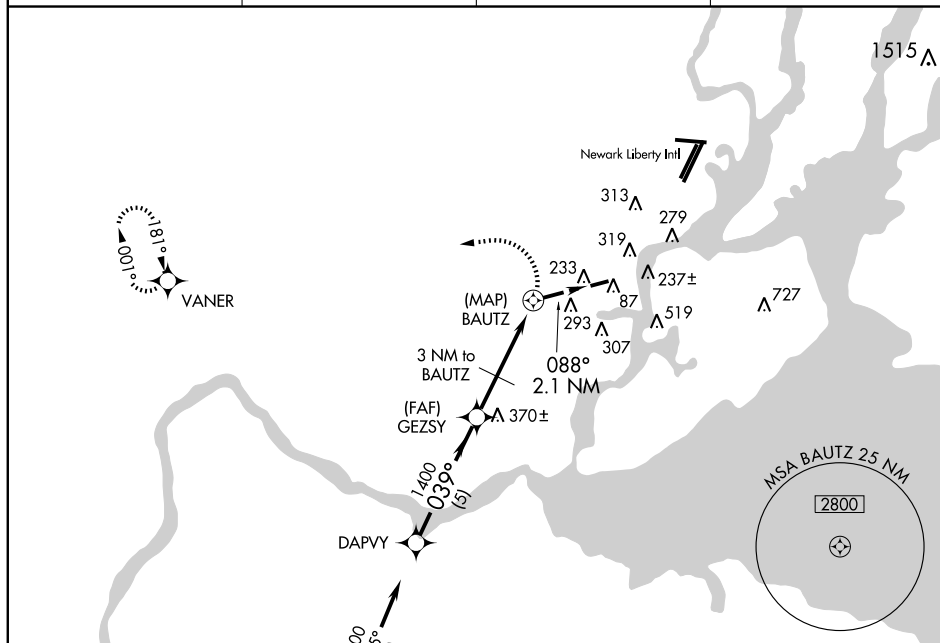 1515
Newark Liberty Intl
313
279
319
181°
001°
VANER
233
237±
(MAP)
BAUTZ
87
727
293
519
307
088°
2.1 NM
3 NM to
BAUTZ
(FAF)
GEZSY
370±
1400
039°
(5)
MSA BAUTZ 25 NM
2800
DAPVY